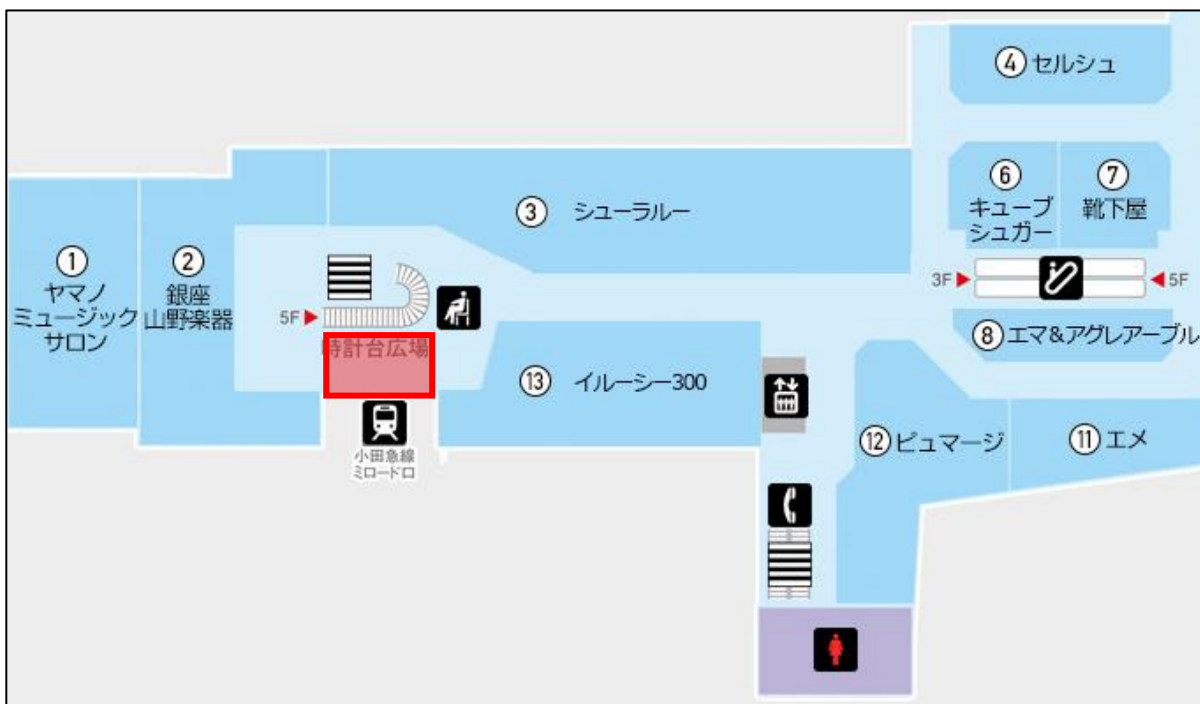 ④セルシュ
⑥
キューブ
シュガー
⑦
靴下屋
③ シューラルー
①
ヤマノ
ミュージック
サロン
②
銀座
山野楽器
3F
5F
5F
時計台広場
⑧エマ&アグレアーブル
⑬ イルーシー300
小田急線
ミロード口
⑫ピュマージ
⑪エメ